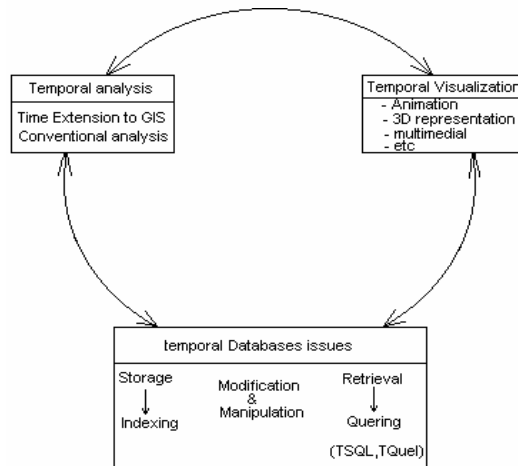 Temporal analysis
Time Extension to GIS
Conventional analysis
Temporal Visualization
- Animation
- 3D representation
- multimedial
- etc
temporal Databases issues
Storage
Indexing
Modification
&
Manipulation
Retrieval
Quering
(TSQL,TQuel)